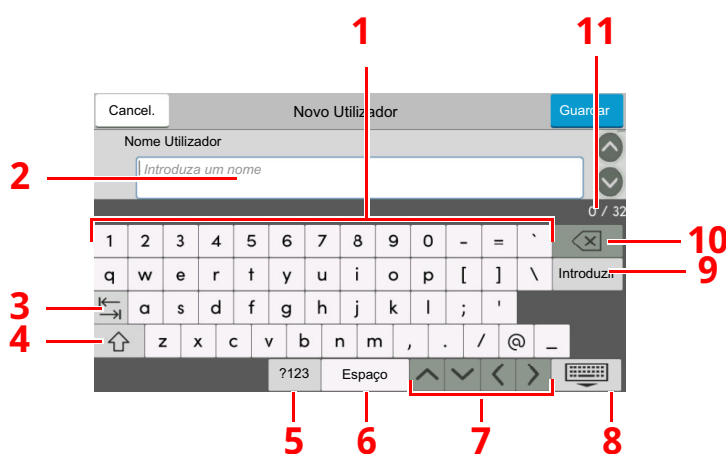 1 11
Cancel. Novo Utilizador Guardar
Nome Utilizador
2 Introduza um nome
0 / 32
1 2 3 4 5 6 7 8 9 0 - = ` 10
q w e r t y u i o p [ ] \ Introduzir 9
3 a s d f g h j k l ; '
4 z x c v b n m , . / @ _
?123 Espaço
5 6 7 8